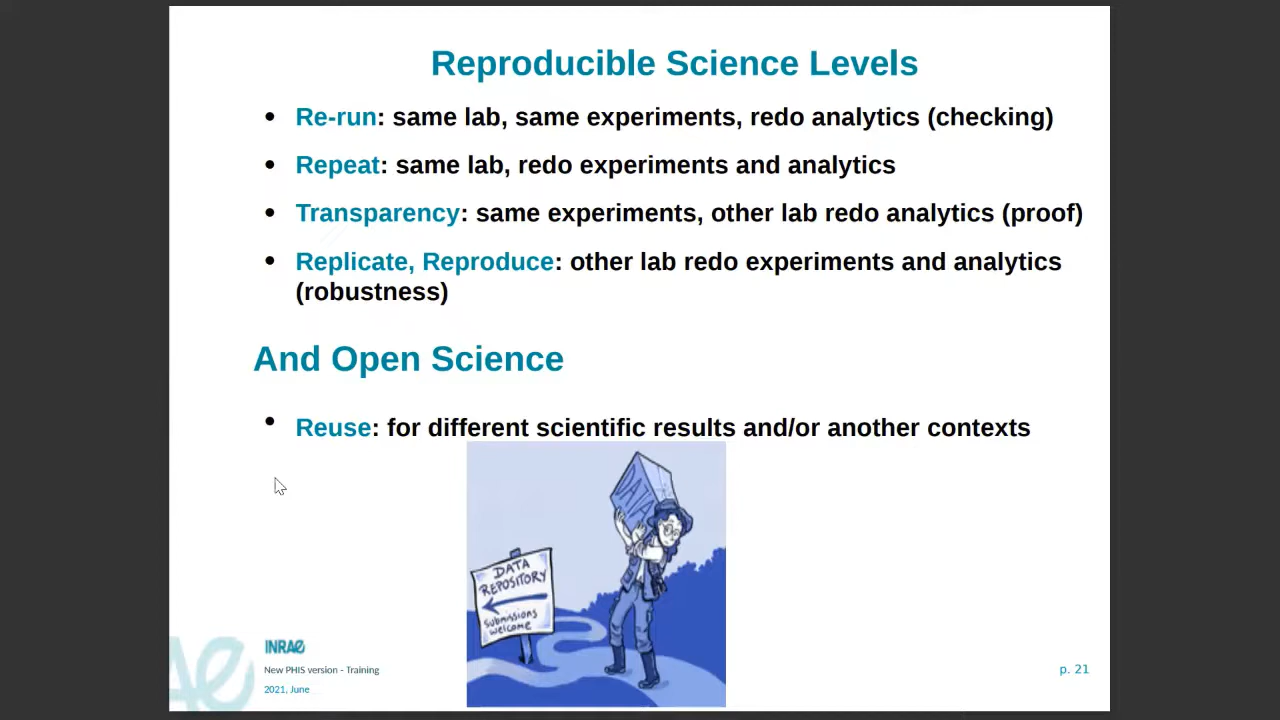 Reproducible Science Levels
• Re-run: same lab, same experiments, redo analytics (checking)
• Repeat: same lab, redo experiments and analytics
• Transparency: same experiments, other lab redo analytics (proof)
• Replicate, Reproduce: other lab redo experiments and analytics
(robustness)
And Open Science
• Reuse: for different scientific results and/or another contexts
DATA
REPOSITORY
submissions
welcome
INRAE
New PHIS version - Training
2021, June
p. 21